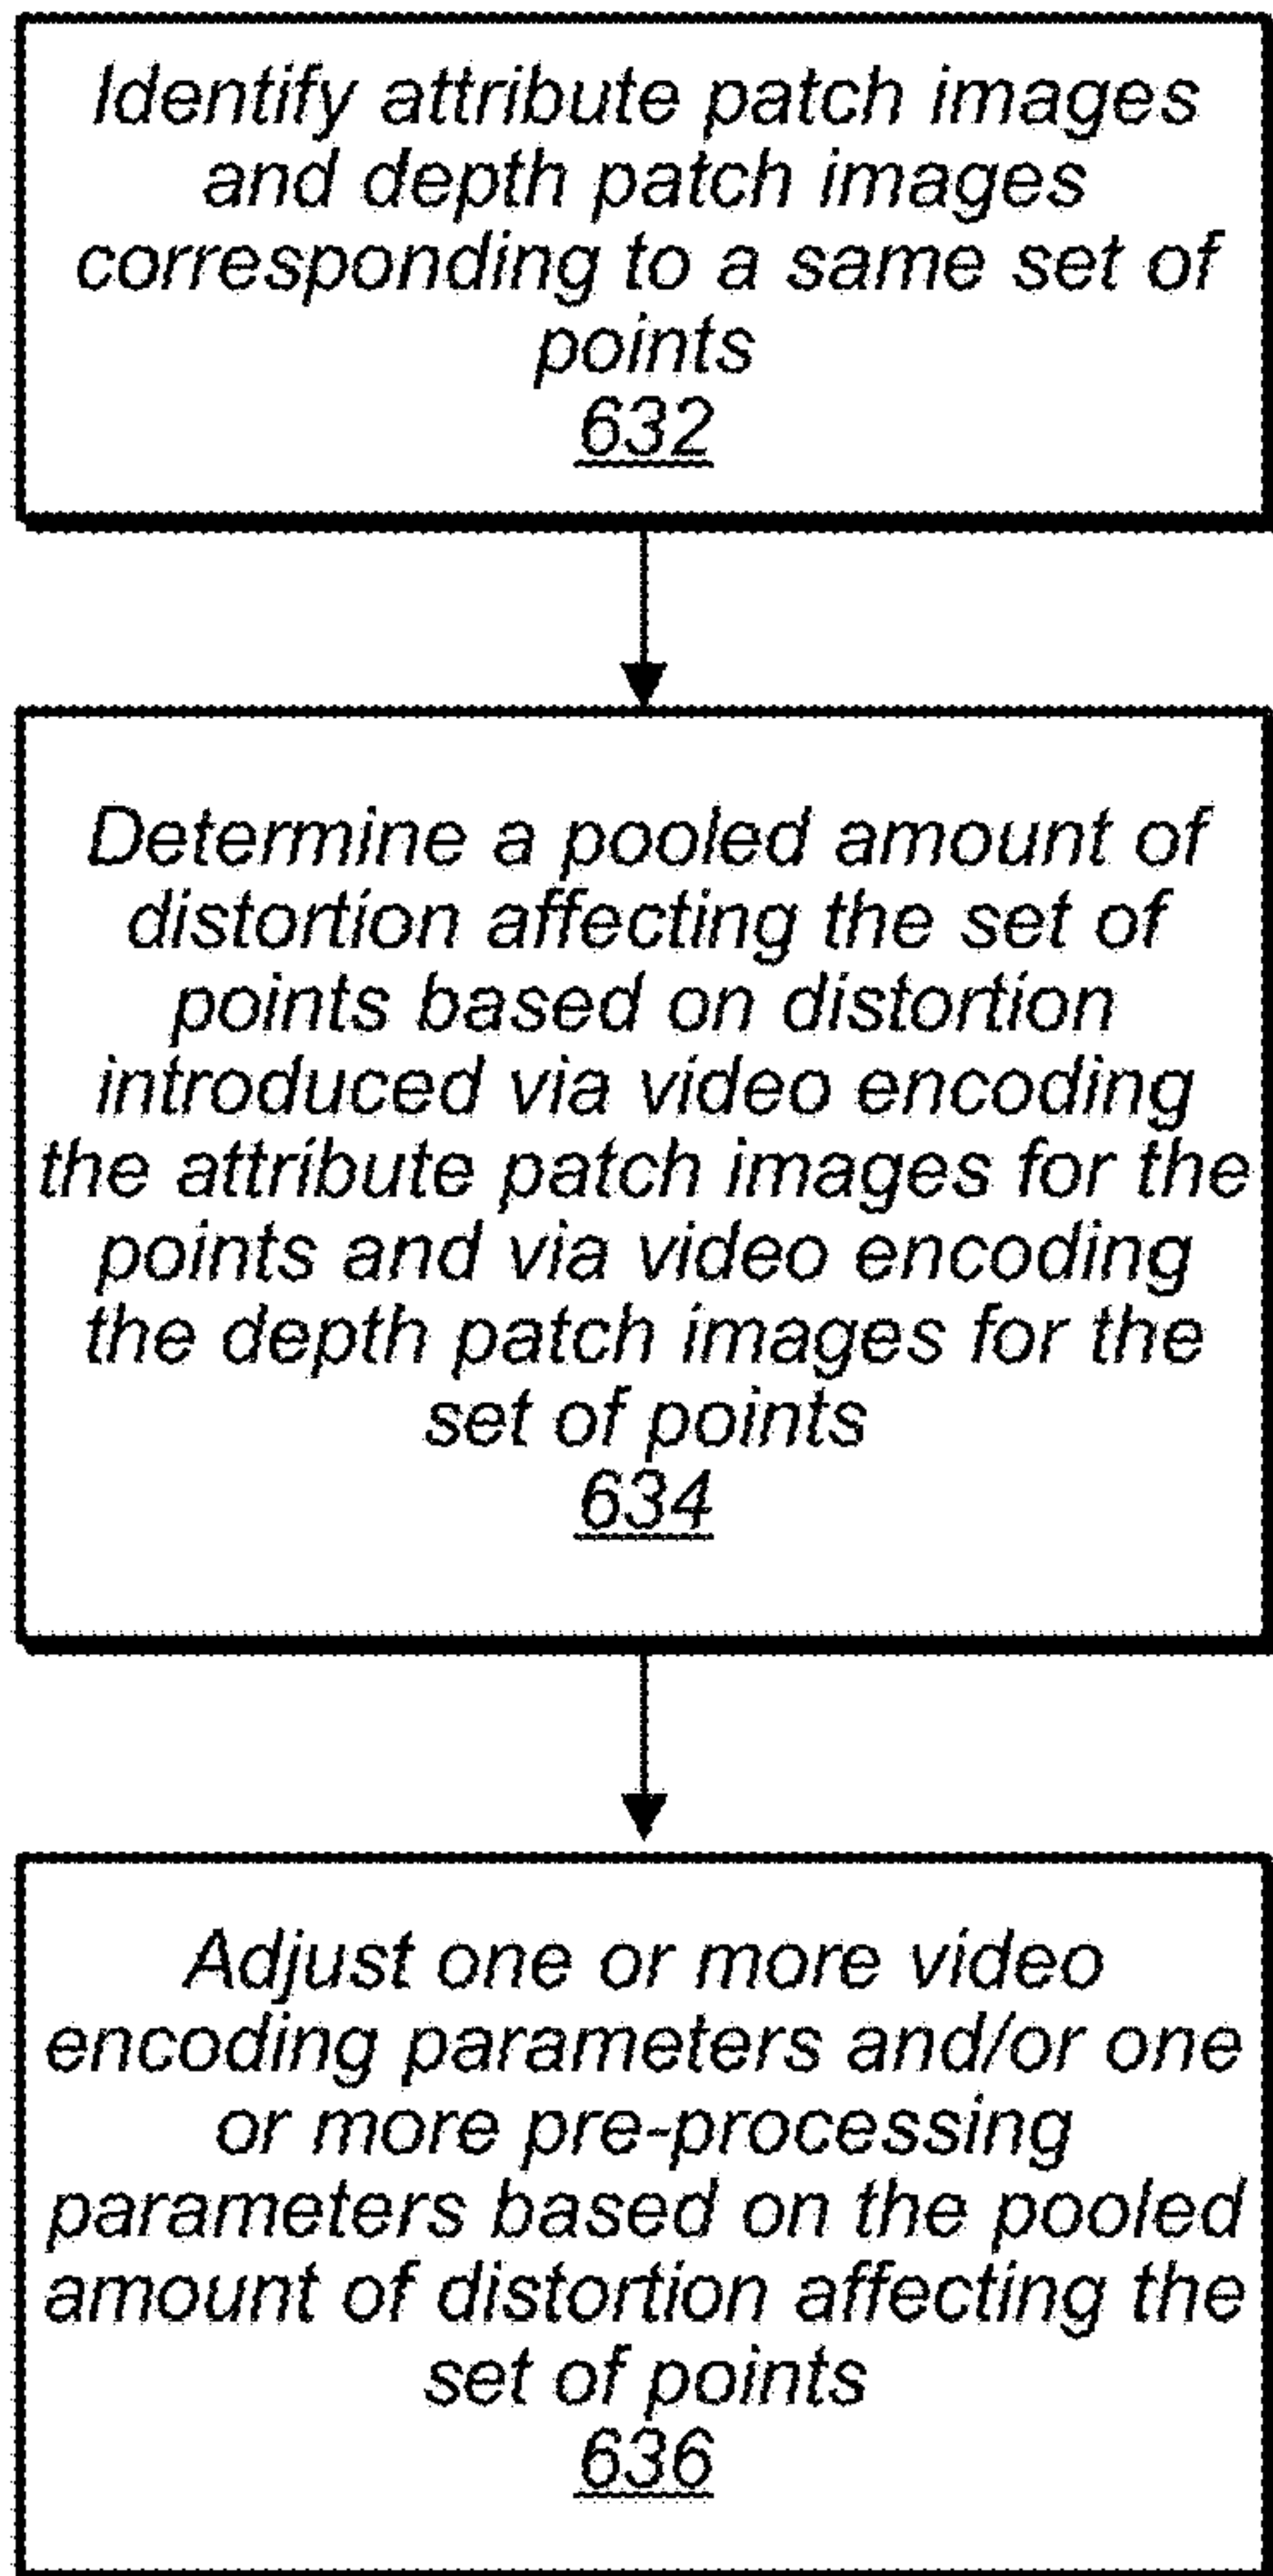 Identify attribute patch images
and depth patch images
corresponding to a same set of
points
632
Determine a pooled amount of
distortion affecting the set of
points based on distortion
introduced via video encoding
the attribute patch images for the
points and via video encoding
the depth patch images for the
set of points
634
Adjust one or more video
encoding parameters and/or one
or more pre-processing
parameters based on the pooled
amount of distortion affecting the
set of points
636